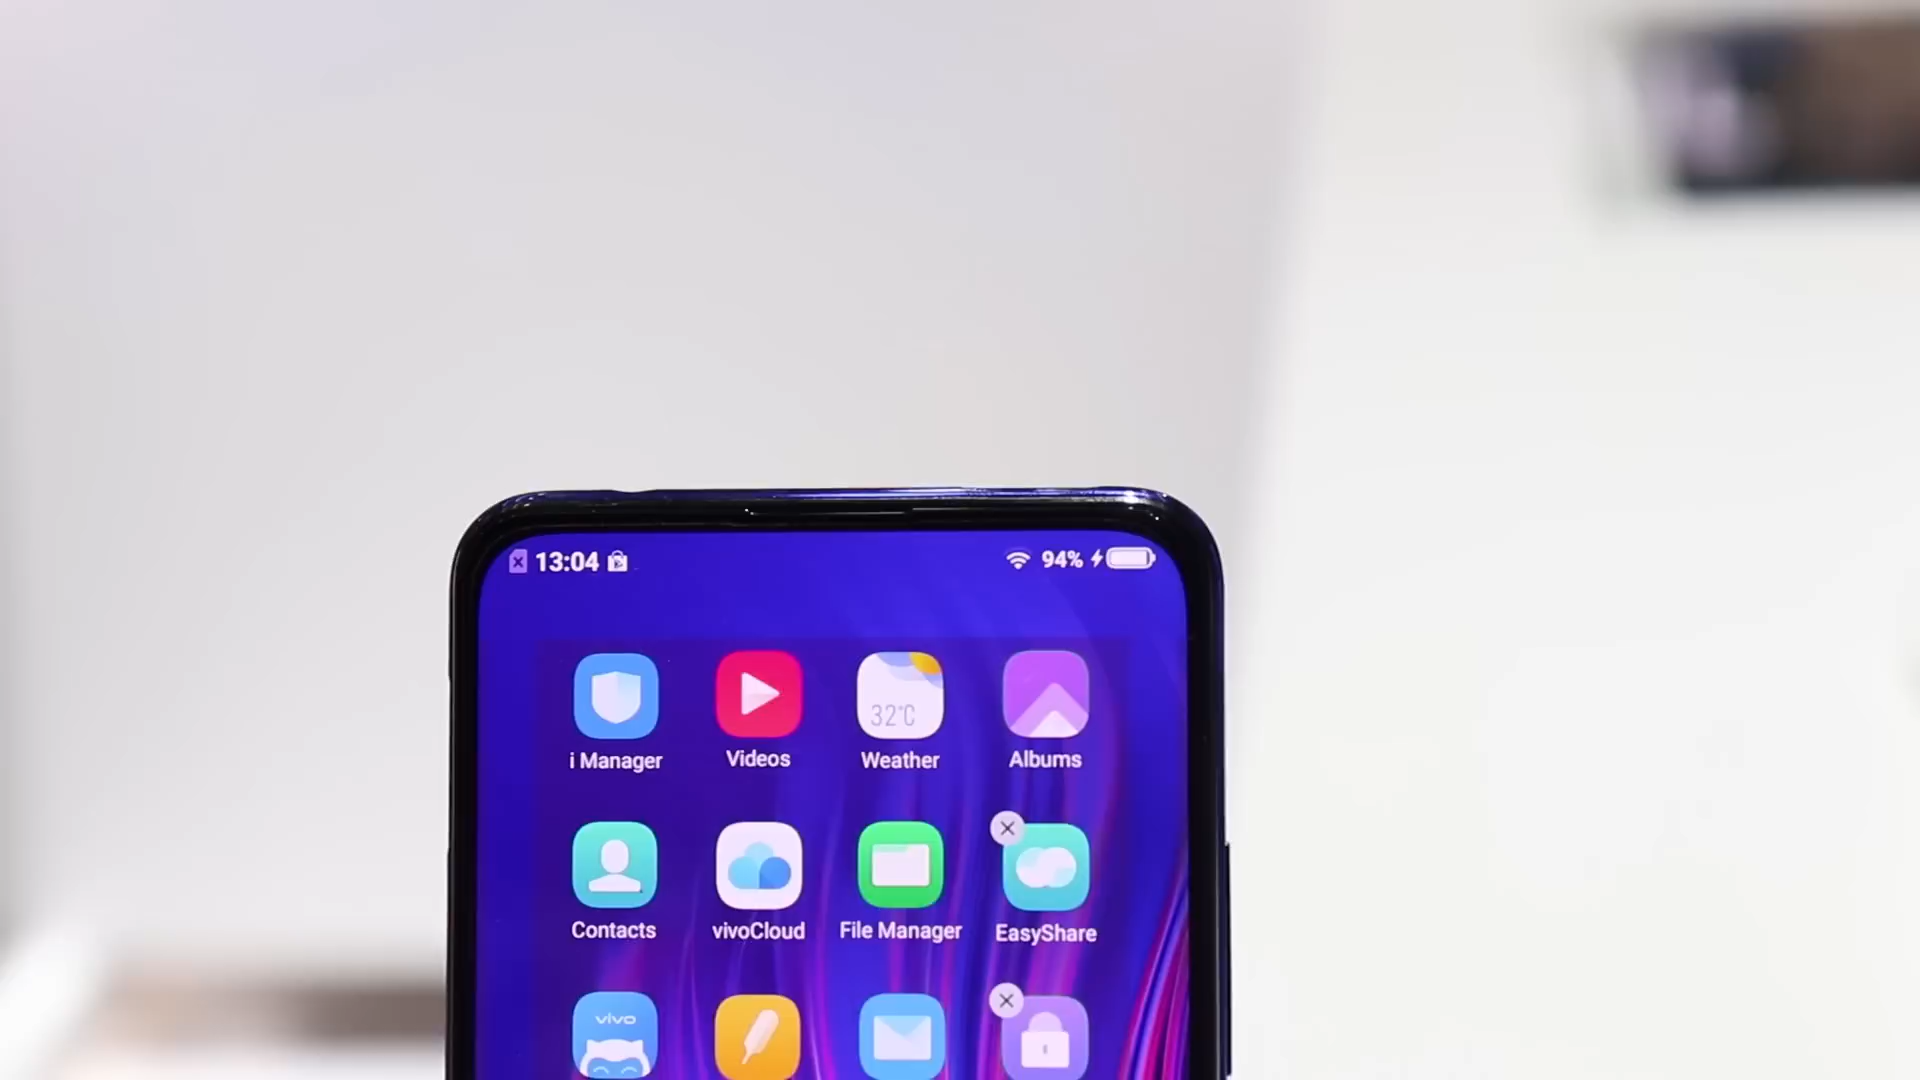 13:04 94%
32°C
i Manager Videos Weather Albums
Contacts vivoCloud File Manager EasyShare
vivo